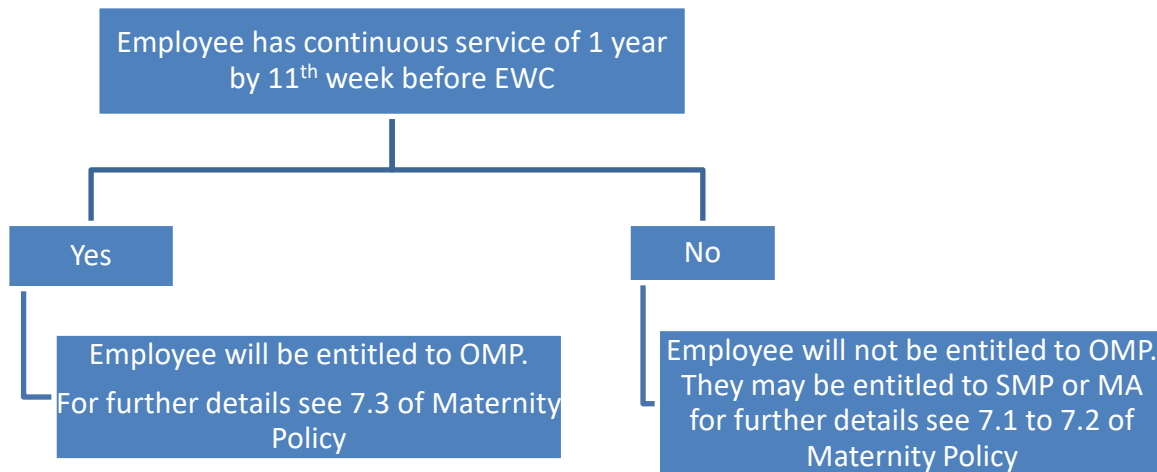 Employee has continuous service of 1 year
by 11th week before EWC
Yes
No
Employee will be entitled to OMP.
For further details see 7.3 of Maternity
Policy
Employee will not be entitled to OMP.
They may be entitled to SMP or MA
for further details see 7.1 to 7.2 of
Maternity Policy